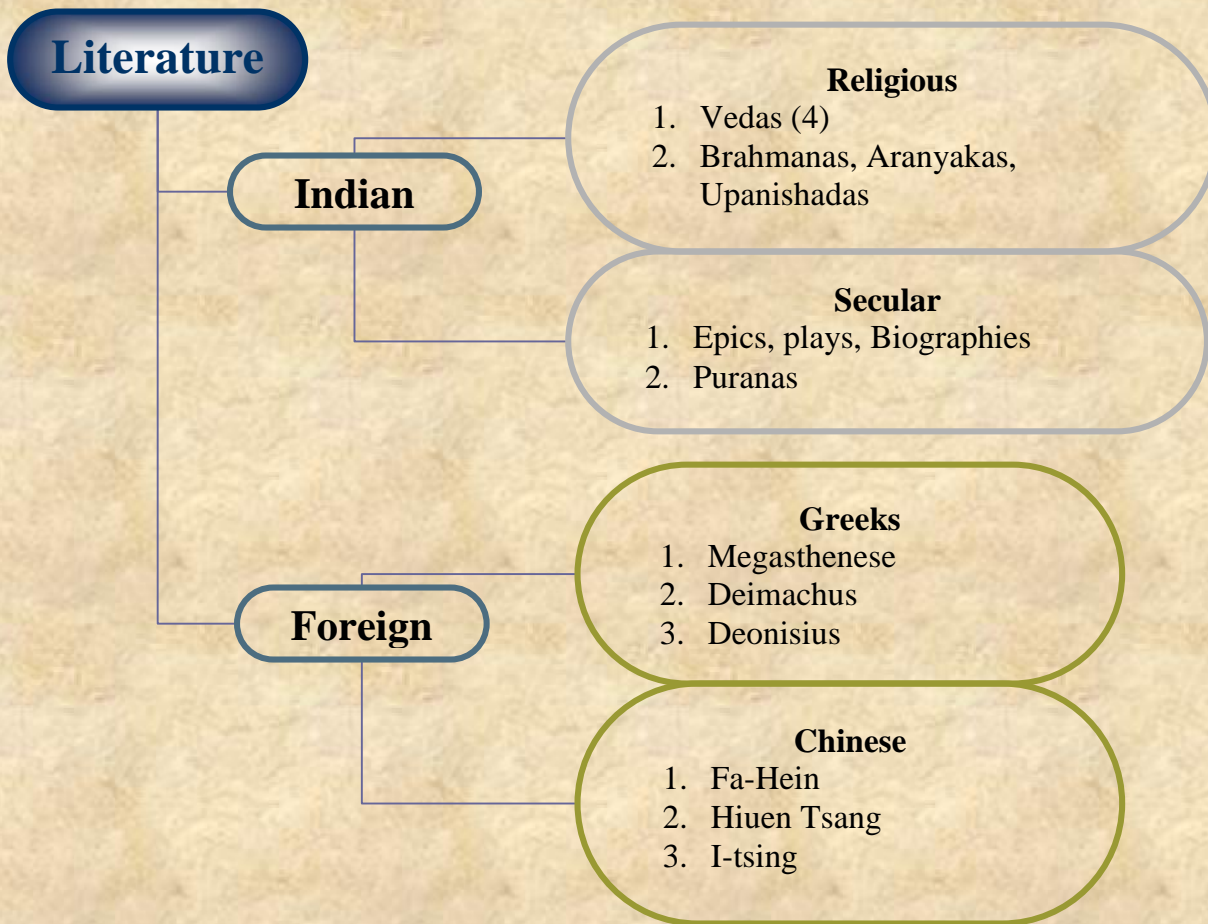 Literature
Indian
Religious
1. Vedas (4)
2. Brahmanas, Aranyakas,
Upanishadas
Secular
1. Epics, plays, Biographies
2. Puranas
Foreign
Greeks
1. Megasthenese
2. Deimachus
3. Deonisius
Chinese
1. Fa-Hein
2. Hiuen Tsang
3. I-tsing